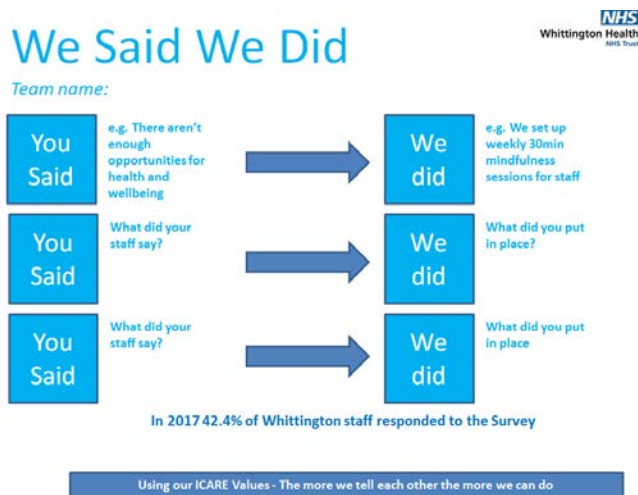 NHS
Whittington Health
NHS Trust
We Said We Did
Team name:
You
Said
e.g. There aren't
enough
opportunities for
health and
wellbeing
We
did
e.g. We set up
weekly 30min
mindfulness
sessions for staff
You
Said
What did your
staff say?
We
did
What did you put
in place?
You
Said
What did your
staff say?
We
did
What did you put
in place
In 2017 42.4% of Whittington staff responded to the Survey
Using our ICARE Values - The more we tell each other the more we can do